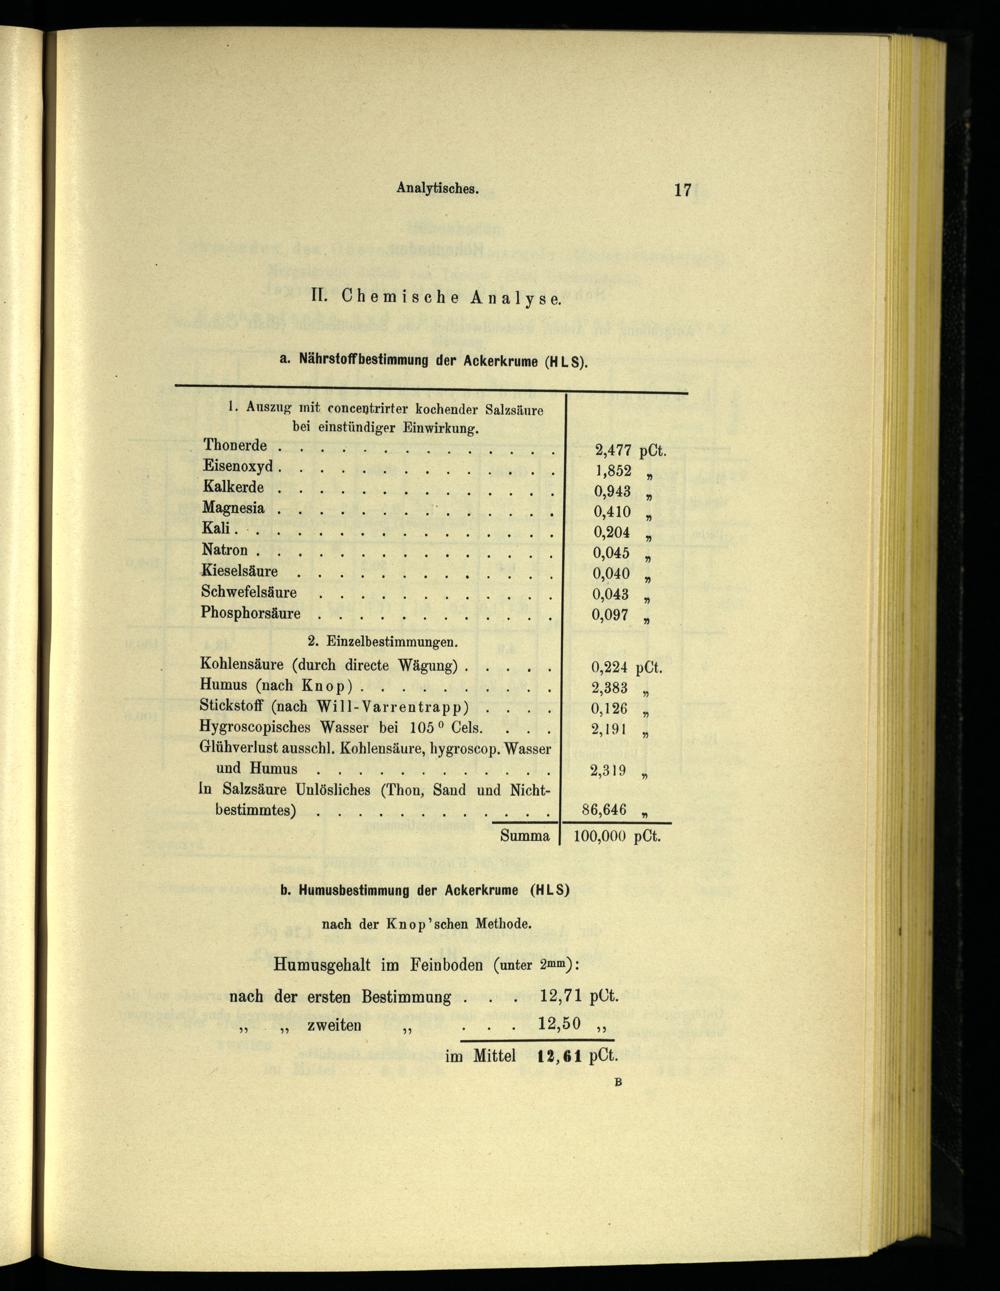 Analytisches. 17
II. Chemische Analyse.
a. Nährstoffbestimmung der Ackerkrume (HLS).
1. Auszug mit concentrirter kochender Salzsäure
bei einstündiger Einwirkung.
Thonerde . . . . . . . . . . . . . . 2,477 pCt.
Eisenoxyd . . . . . . . . . . . . . . 1,852 „
Kalkerde . . . . . . . . . . . . . . 0,943 „
Magnesia . . . . . . . . . . . . . . 0,410 „
Kali . . . . . . . . . . . . . . . . 0,204 „
Natron . . . . . . . . . . . . . . . 0,045 „
Kieselsäure . . . . . . . . . . . . . 0,040 „
Schwefelsäure . . . . . . . . . . . . 0,043 „
Phosphorsäure . . . . . . . . . . . . 0,097 „
2. Einzelbestimmungen.
Kohlensäure (durch directe Wägung) . . . . . 0,224 pCt.
Humus (nach Knop) . . . . . . . . . . 2,383 „
Stickstoff (nach Will-Varrentrapp) . . . . 0,126 „
Hygroscopisches Wasser bei 105° Cels. . . . 2,191 „
Glühverlust ausschl. Kohlensäure, hygroscop. Wasser
und Humus . . . . . . . . . . . . 2,319 „
In Salzsäure Unlösliches (Thon, Sand und Nicht-
bestimmtes) . . . . . . . . . . . . 86,646 „
Summa 100,000 pCt.
b. Humusbestimmung der Ackerkrume (HLS)
nach der Knop'schen Methode.
Humusgehalt im Feinboden (unter 2mm):
nach der ersten Bestimmung . . . 12,71 pCt.
„ „ zweiten „ . . . 12,50 „
im Mittel 12,61 pCt.
B